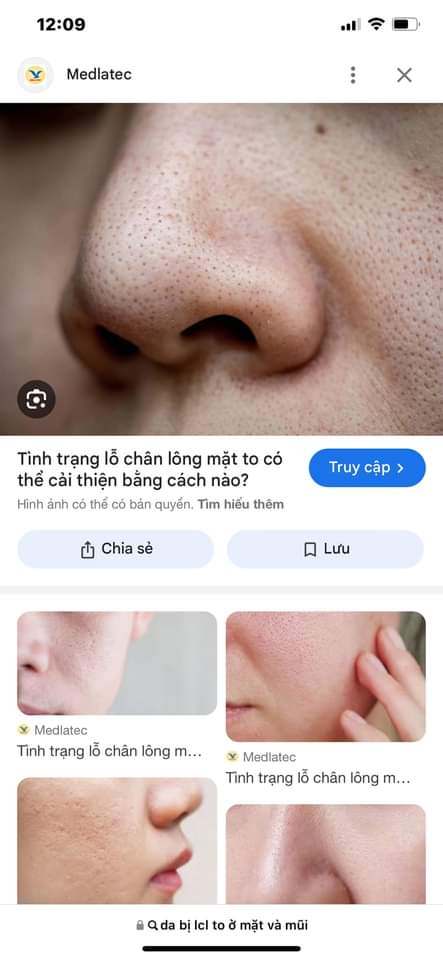 12:09
Medlatec
Tình trạng lỗ chân lông mặt to có
thể cải thiện bằng cách nào?
Truy cập
Hình ảnh có thể có bản quyền. Tìm hiểu thêm
Chia sẻ
Lưu
Medlatec
Tình trạng lỗ chân lông m...
Medlatec
Tình trạng lỗ chân lông m...
da bị lcl to ở mặt và mũi